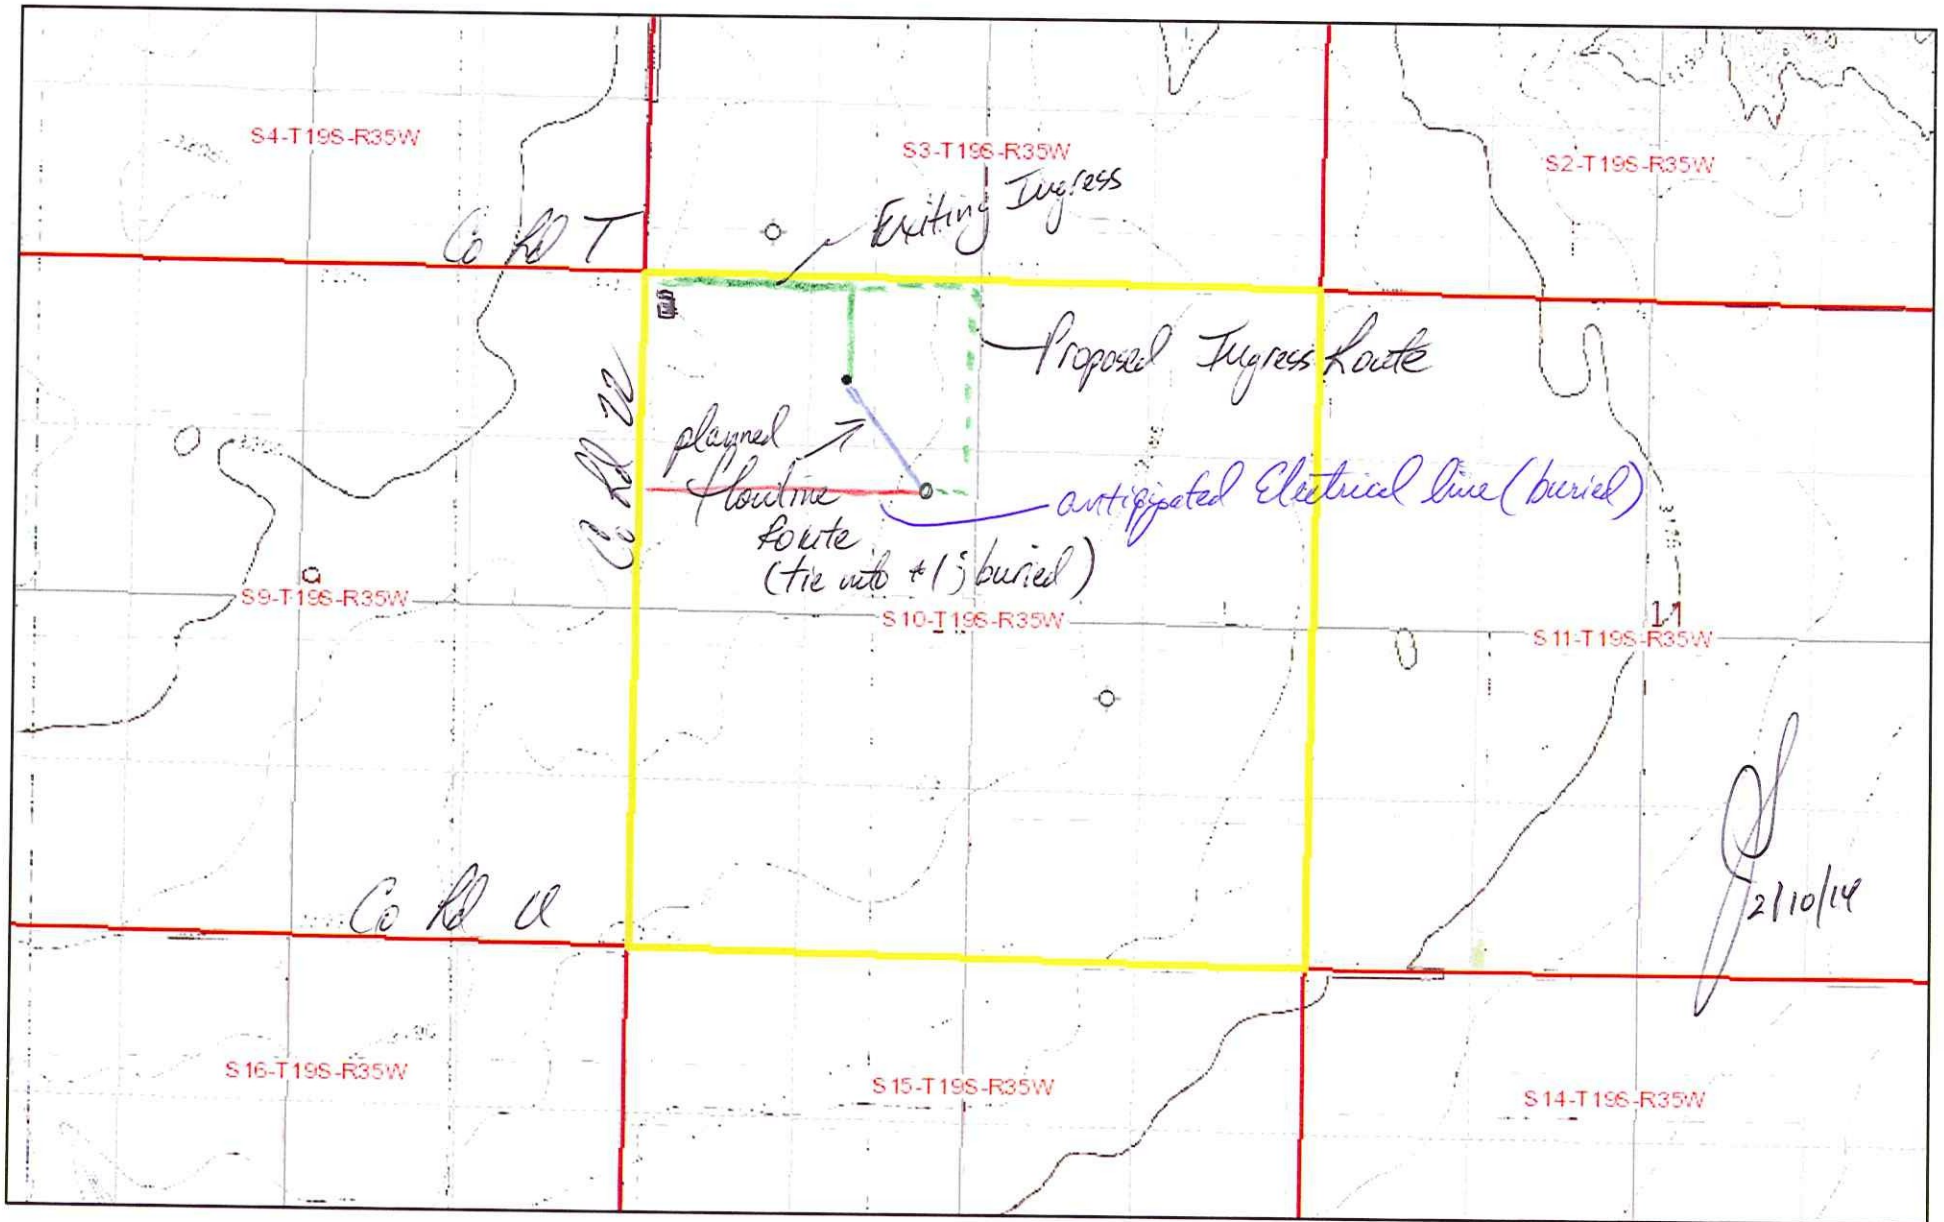 S4-T19S-R35W
S3-T19S-R35W
S2-T19S-R35W
Exiting Ingress
Co Rd T
Proposed Ingress Route
Co Rd 22
planned
flowline
Route
(tie into #1; buried)
anticipated Electrical line (buried)
S9-T19S-R35W
S10-T19S-R35W
11
S11-T19S-R35W
Co Rd U
2/10/14
S16-T19S-R35W
S15-T19S-R35W
S14-T19S-R35W